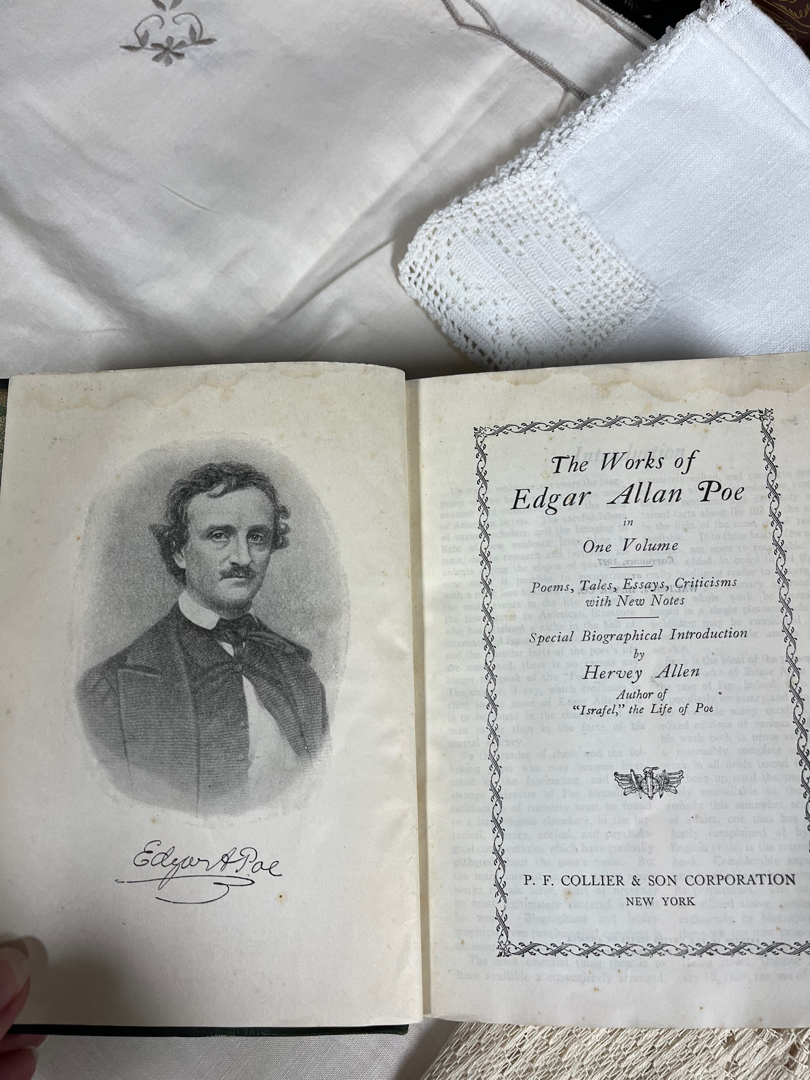 Edgar A Poe
The Works of
Edgar Allan Poe
in
One Volume
Poems, Tales, Essays, Criticisms
with New Notes
Special Biographical Introduction
by
Hervey Allen
Author of
"Israfel," the Life of Poe
P. F. COLLIER & SON CORPORATION
NEW YORK